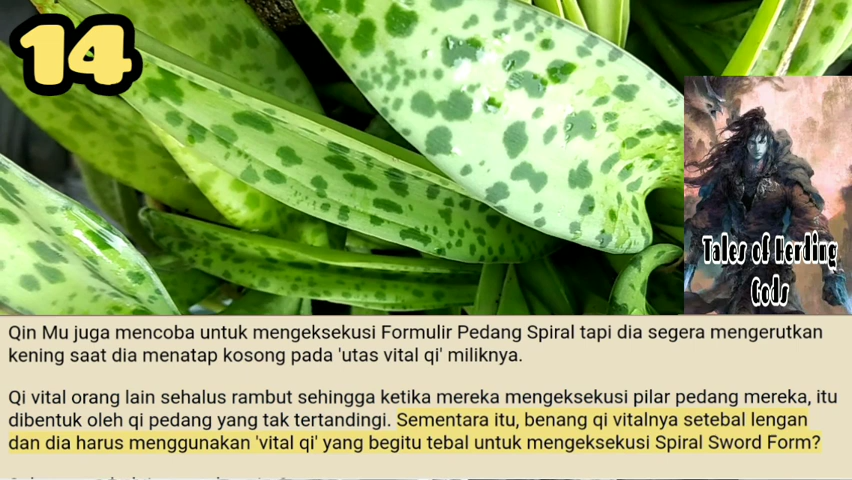 14
Tales of Herding
Gods
Qin Mu juga mencoba untuk mengeksekusi Formulir Pedang Spiral tapi dia segera mengerutkan
kening saat dia menatap kosong pada 'utas vital qi' miliknya.
Qi vital orang lain sehalus rambut sehingga ketika mereka mengeksekusi pilar pedang mereka, itu
dibentuk oleh qi pedang yang tak tertandingi. Sementara itu, benang qi vitalnya setebal lengan
dan dia harus menggunakan 'vital qi' yang begitu tebal untuk mengeksekusi Spiral Sword Form?